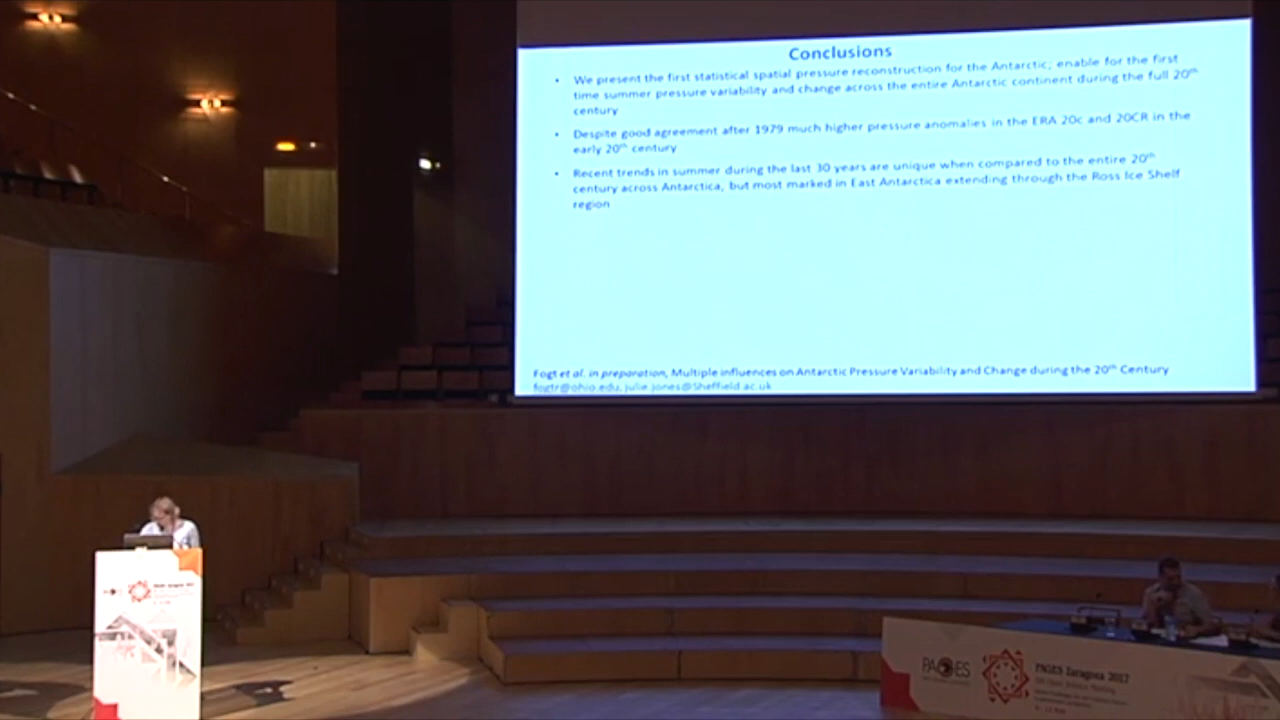 Conclusions
• We present the first statistical spatial pressure reconstruction for the Antarctic; enable for the first
time summer pressure variability and change across the entire Antarctic continent during the full 20th
century
• Despite good agreement after 1979 much higher pressure anomalies in the ERA 20c and 20CR in the
early 20th century
• Recent trends in summer during the last 30 years are unique when compared to the entire 20th
century across Antarctica, but most marked in East Antarctica extending through the Ross Ice Shelf
region
Fogt et al. in preparation, Multiple influences on Antarctic Pressure Variability and Change during the 20th Century
fogtr@ohio.edu, julie.jones@Sheffield.ac.uk
PAGES
PAGES Zaragoza 2017